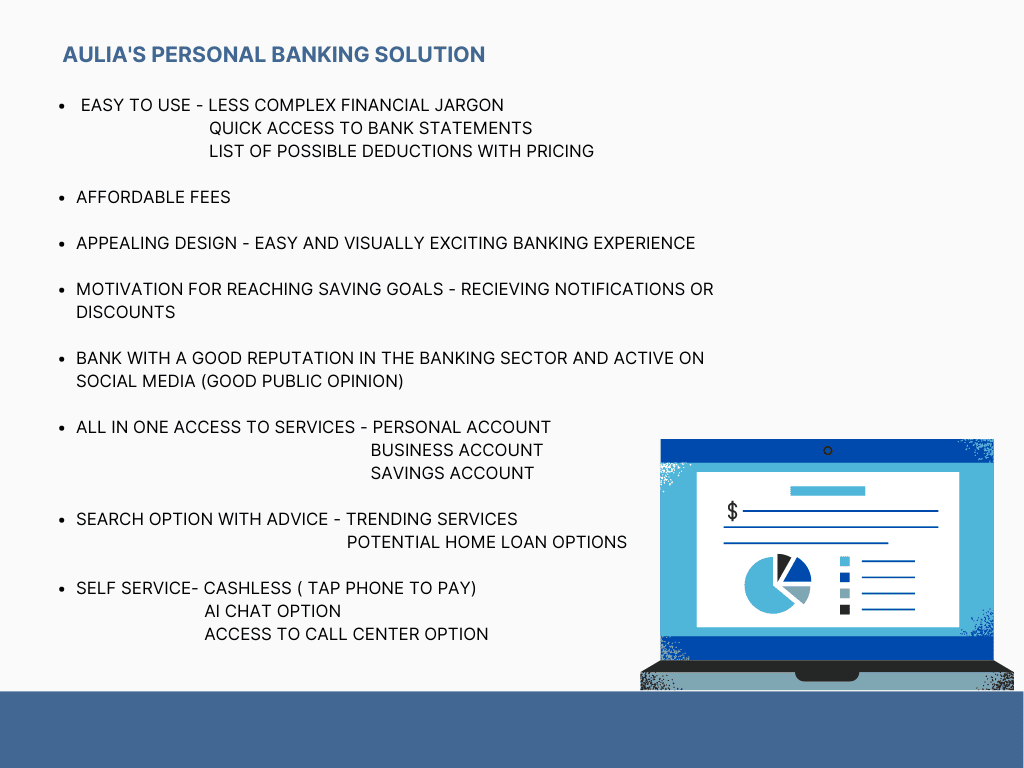 AULIA'S PERSONAL BANKING SOLUTION
• EASY TO USE - LESS COMPLEX FINANCIAL JARGON
QUICK ACCESS TO BANK STATEMENTS
LIST OF POSSIBLE DEDUCTIONS WITH PRICING
• AFFORDABLE FEES
• APPEALING DESIGN - EASY AND VISUALLY EXCITING BANKING EXPERIENCE
• MOTIVATION FOR REACHING SAVING GOALS - RECIEVING NOTIFICATIONS OR
DISCOUNTS
• BANK WITH A GOOD REPUTATION IN THE BANKING SECTOR AND ACTIVE ON
SOCIAL MEDIA (GOOD PUBLIC OPINION)
• ALL IN ONE ACCESS TO SERVICES - PERSONAL ACCOUNT
BUSINESS ACCOUNT
SAVINGS ACCOUNT
• SEARCH OPTION WITH ADVICE - TRENDING SERVICES
POTENTIAL HOME LOAN OPTIONS
• SELF SERVICE- CASHLESS ( TAP PHONE TO PAY)
AI CHAT OPTION
ACCESS TO CALL CENTER OPTION
$